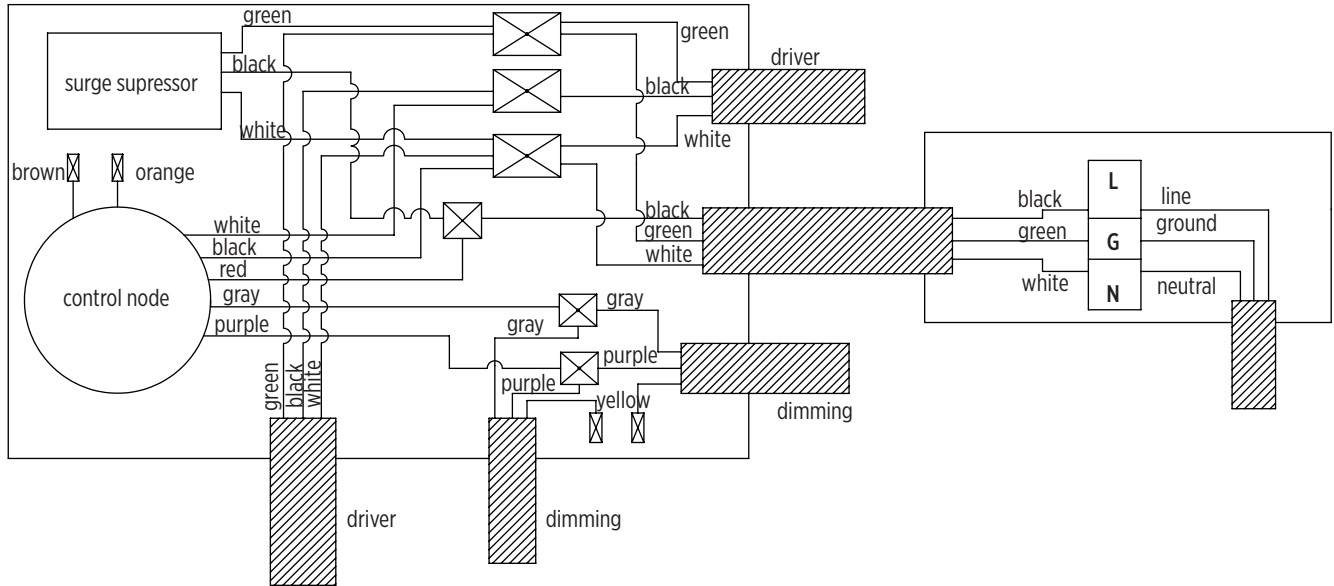 green
green
driver
surge supressor
black
black
white
white
brown
orange
L
black
line
black
white
green
G
green
ground
black
white
red
white
N
neutral
control node
gray
gray
gray
purple
purple
purple
yellow
dimming
green
black
white
driver
dimming